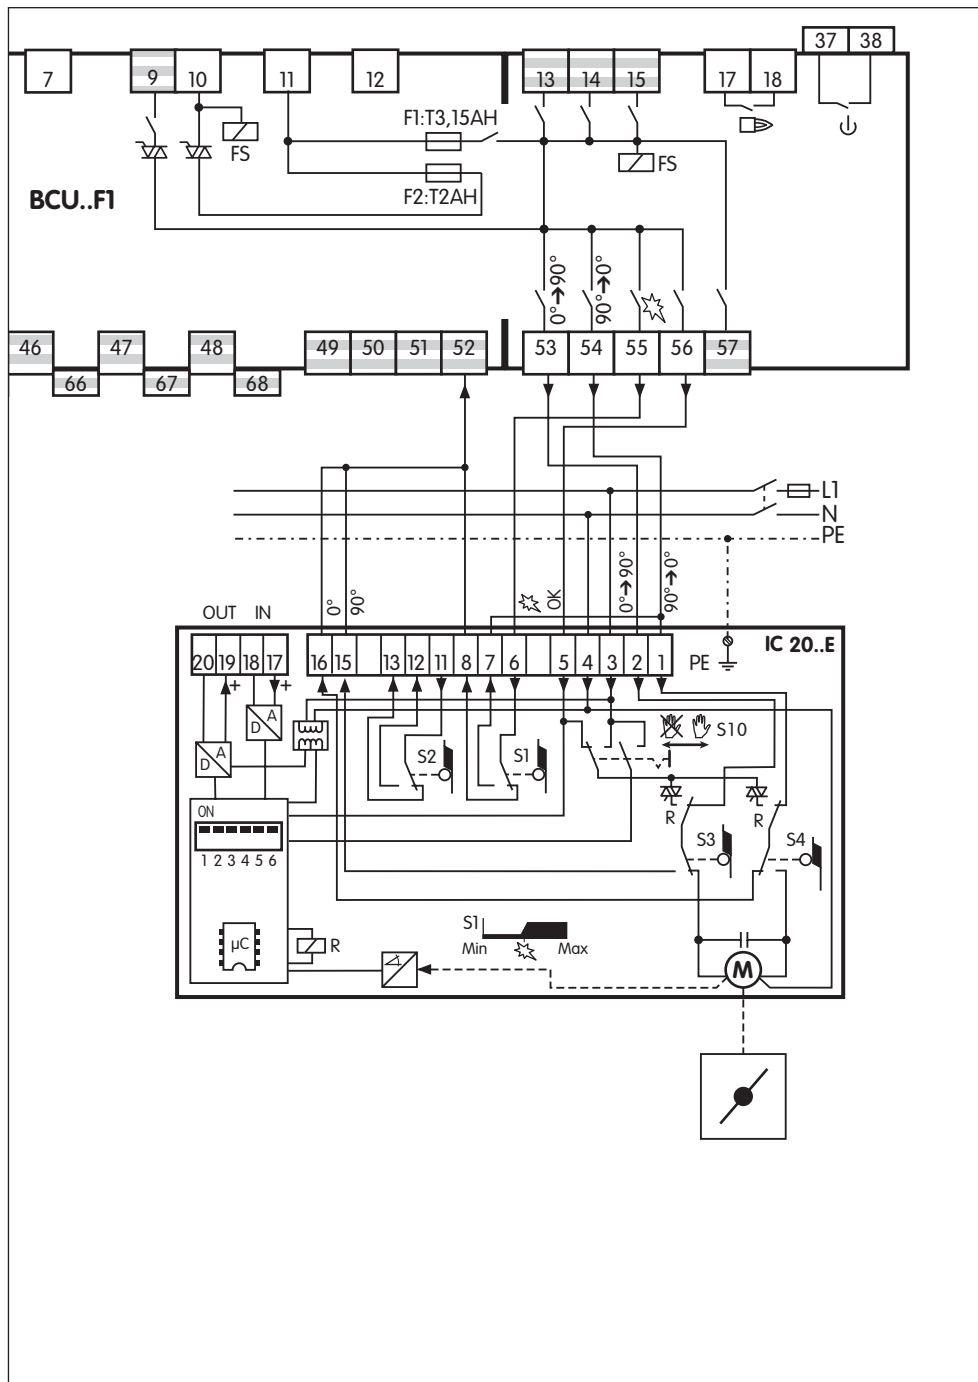 37 38
7 9 10 11 12 13 14 15 17 18
F1:T3,15AH
FS
FS
F2:T2AH
BCU..F1
0°➔90°
90°➔0°
46 47 48 49 50 51 52 53 54 55 56 57
66 67 68
L1
N
PE
0°
90°
OK
0°➔90°
90°➔0°
OUT IN
IC 20..E
20 19 18 17 16 15 13 12 11 8 7 6 5 4 3 2 1 PE
+ +
A
D
S10
A
D
S2
S1
R
R
ON
S3
S4
1 2 3 4 5 6
S1
Min
Max
µC
R
M